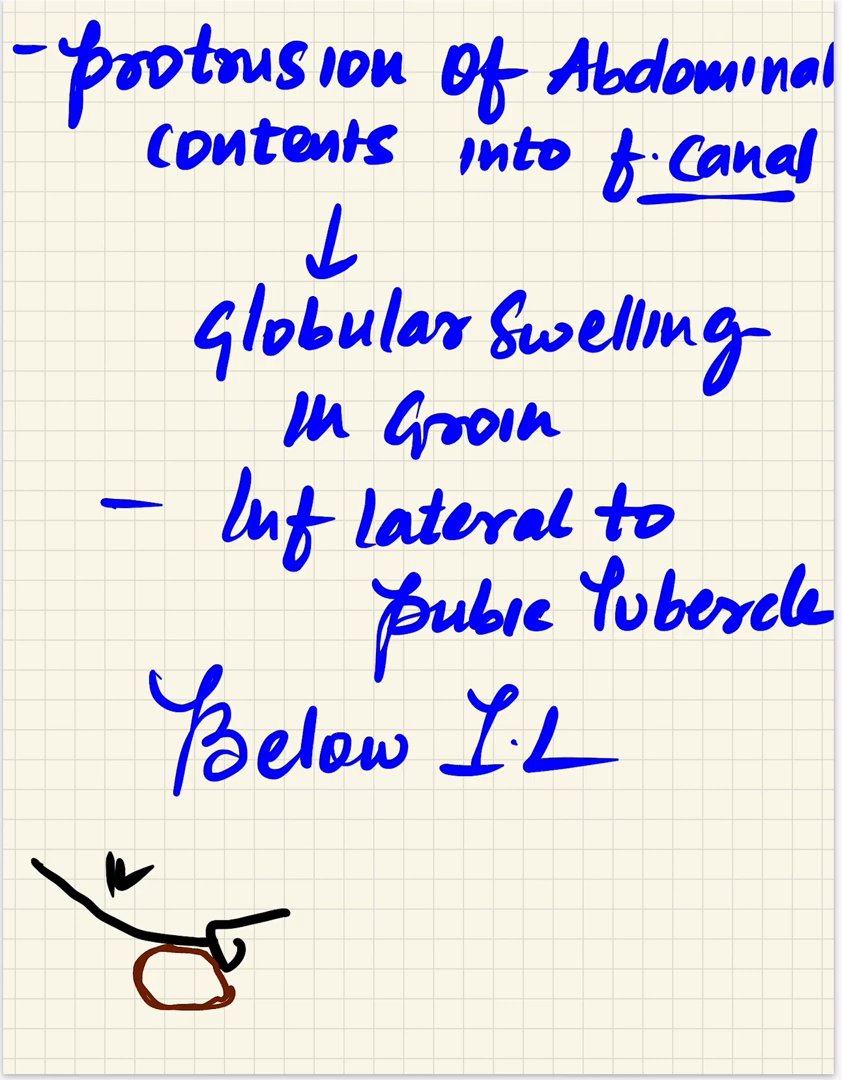 - Protrusion Of Abdominal
Contents into f. Canal
↓
Globular Swelling
In Groin
- Inf lateral to
pubic Tubercle
Below I.L